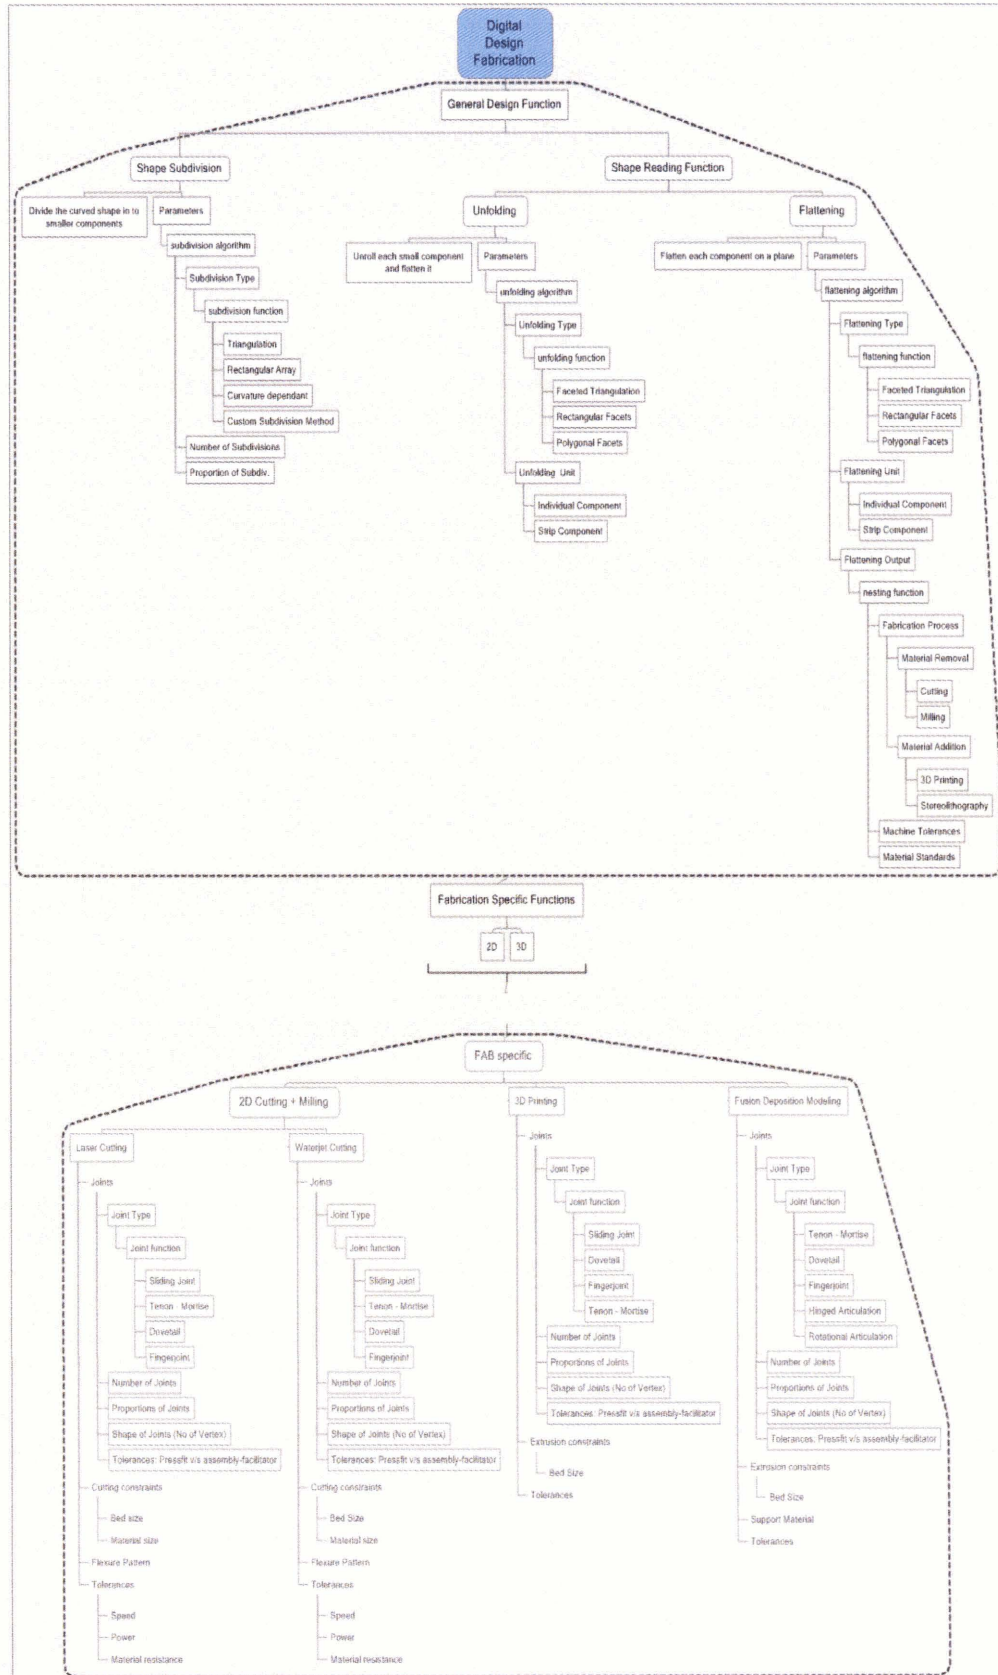 Digital
Design
Fabrication
General Design Function
Shape Subdivision
Shape Reading Function
Divide the curved shape in to
smaller components
Parameters
subdivision algorithm
Subdivision Type
subdivision function
Triangulation
Rectangular Array
Curvature dependant
Custom Subdivision Method
Number of Subdivisions
Proportion of Subdiv.
Unfolding
Unroll each small component
and flatten it
Parameters
unfolding algorithm
Unfolding Type
unfolding function
Faceted Triangulation
Rectangular Facets
Polygonal Facets
Unfolding Unit
Individual Component
Strip Component
Flattening
Flatten each component on a plane
Parameters
flattening algorithm
Flattening Type
flattening function
Faceted Triangulation
Rectangular Facets
Polygonal Facets
Flattening Unit
Individual Component
Strip Component
Flattening Output
nesting function
Fabrication Process
Material Removal
Cutting
Milling
Material Addition
3D Printing
Stereolithography
Machine Tolerances
Material Standards
Fabrication Specific Functions
2D
3D
FAB specific
2D Cutting + Milling
Laser Cutting
Joints
Joint Type
Joint function
Sliding Joint
Tenon - Mortise
Dovetail
Fingerjoint
Number of Joints
Proportions of Joints
Shape of Joints (No of Vertex)
Tolerances: Pressfit v/s assembly-facilitator
Cutting constraints
Bed size
Material size
Flexure Pattern
Tolerances
Speed
Power
Material resistance
Waterjet Cutting
Joints
Joint Type
Joint function
Sliding Joint
Tenon - Mortise
Dovetail
Fingerjoint
Number of Joints
Proportions of Joints
Shape of Joints (No of Vertex)
Tolerances: Pressfit v/s assembly-facilitator
Cutting constraints
Bed Size
Material size
Flexure Pattern
Tolerances
Speed
Power
Material resistance
3D Printing
Joints
Joint Type
Joint function
Sliding Joint
Dovetail
Fingerjoint
Tenon - Mortise
Number of Joints
Proportions of Joints
Shape of Joints (No of Vertex)
Tolerances: Pressfit v/s assembly-facilitator
Extrusion constraints
Bed Size
Tolerances
Fusion Deposition Modeling
Joints
Joint Type
Joint function
Tenon - Mortise
Dovetail
Fingerjoint
Hinged Articulation
Rotational Articulation
Number of Joints
Proportions of Joints
Shape of Joints (No of Vertex)
Tolerances: Pressfit v/s assembly-facilitator
Extrusion constraints
Bed Size
Support Material
Tolerances